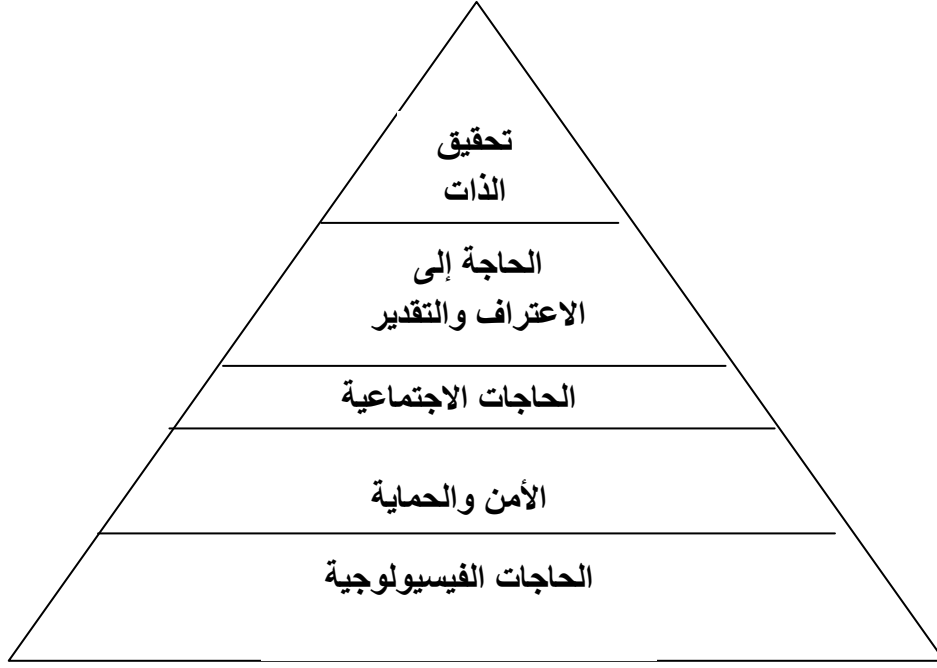 تحقيق
الذات
الحاجة إلى
الاعتراف والتقدير
الحاجات الاجتماعية
الأمن والحماية
الحاجات الفيسيولوجية